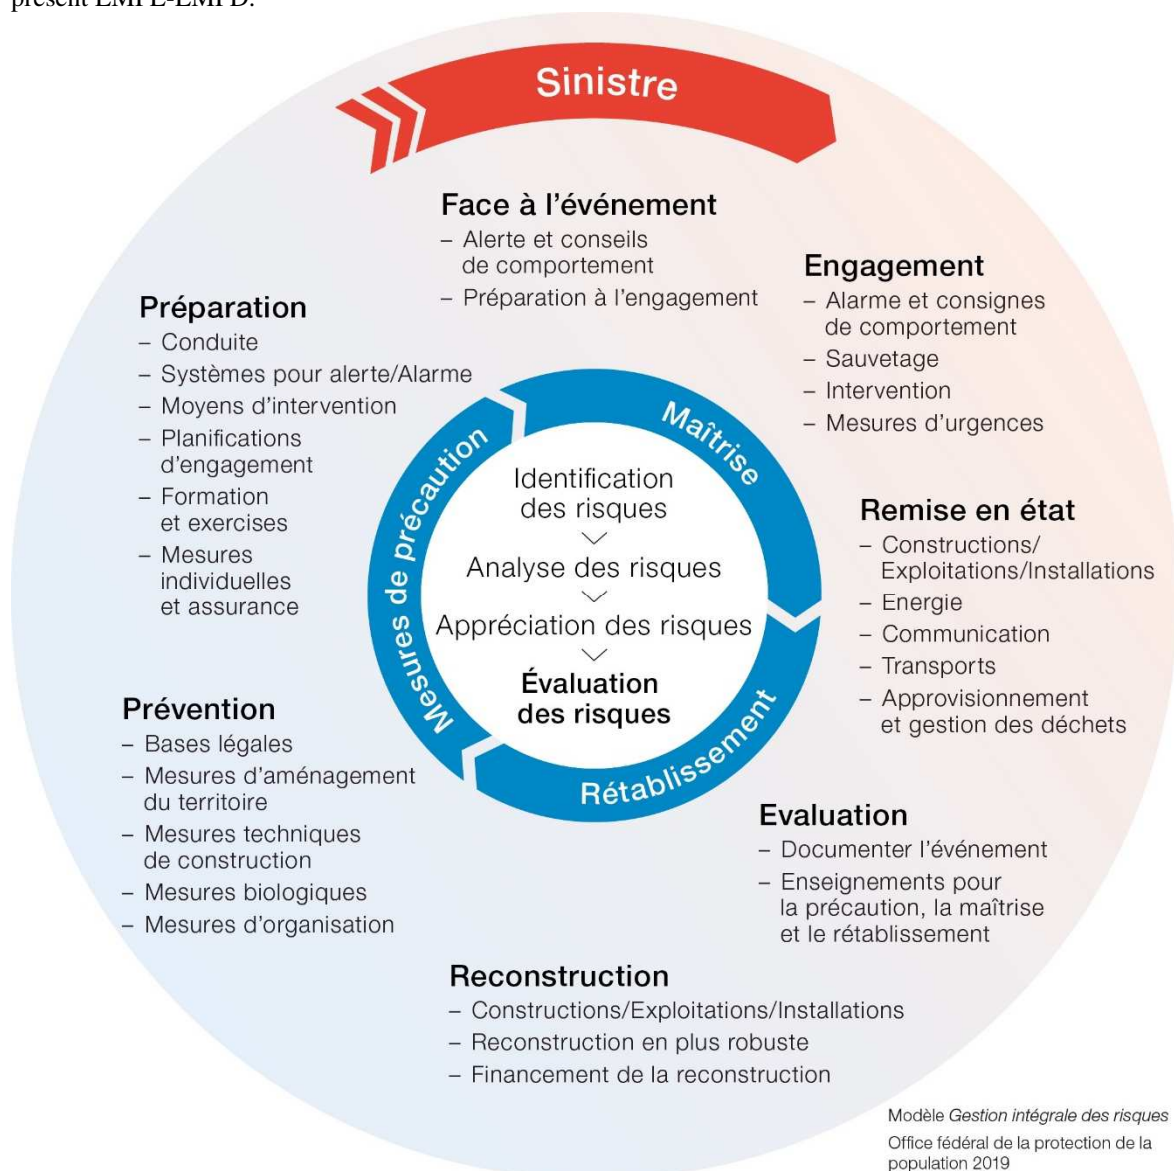 présent EMPL-EMPD.
Sinistre
Face à l'événement
– Alerte et conseils
de comportement
– Préparation à l'engagement
Engagement
– Alarme et consignes
de comportement
– Sauvetage
– Intervention
– Mesures d'urgences
Préparation
– Conduite
– Systèmes pour alerte/Alarme
– Moyens d'intervention
– Planifications
d'engagement
– Formation
et exercises
– Mesures
individuelles
et assurance
Maîtrise
Mesures de précaution
Rétablissement
Identification
des risques
Analyse des risques
Appréciation des risques
Évaluation
des risques
Remise en état
– Constructions/
Exploitations/Installations
– Energie
– Communication
– Transports
– Approvisionnement
et gestion des déchets
Prévention
– Bases légales
– Mesures d'aménagement
du territoire
– Mesures techniques
de construction
– Mesures biologiques
– Mesures d'organisation
Evaluation
– Documenter l'événement
– Enseignements pour
la précaution, la maîtrise
et le rétablissement
Reconstruction
– Constructions/Exploitations/Installations
– Reconstruction en plus robuste
– Financement de la reconstruction
Modèle Gestion intégrale des risques
Office fédéral de la protection de la
population 2019